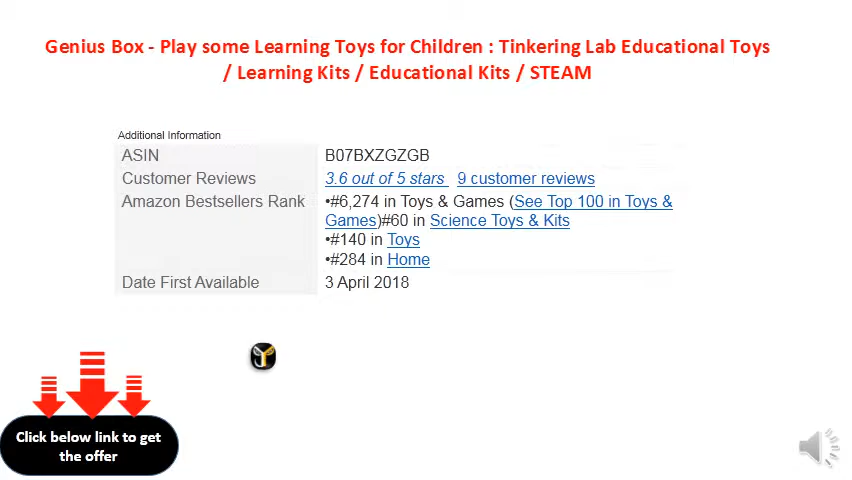 Genius Box - Play some Learning Toys for Children : Tinkering Lab Educational Toys
/ Learning Kits / Educational Kits / STEAM
Additional Information
ASIN B07BXZGZGB
Customer Reviews 3.6 out of 5 stars 9 customer reviews
Amazon Bestsellers Rank •#6,274 in Toys & Games (See Top 100 in Toys &
Games)#60 in Science Toys & Kits
•#140 in Toys
•#284 in Home
Date First Available 3 April 2018
Click below link to get
the offer